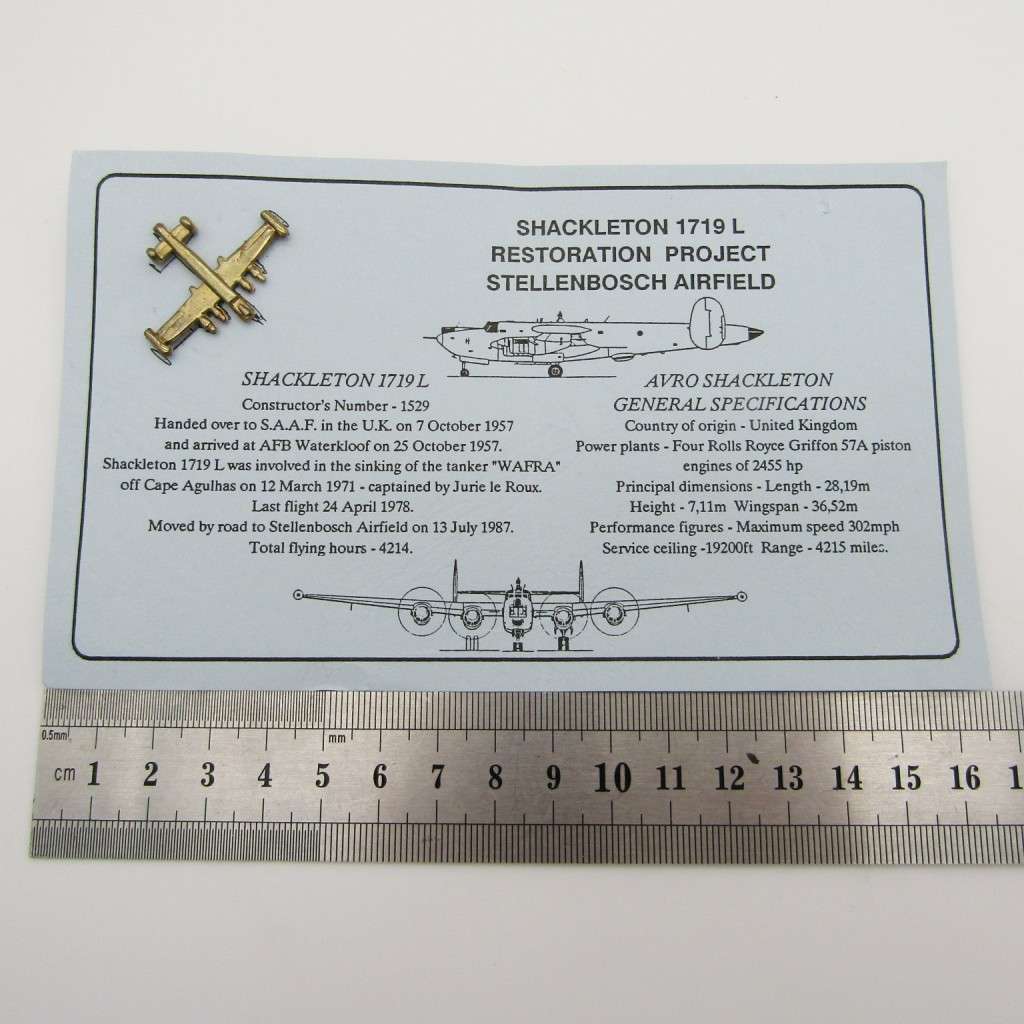 SHACKLETON 1719 L
RESTORATION PROJECT
STELLENBOSCH AIRFIELD
SHACKLETON 1719 L
Constructor's Number - 1529
Handed over to S.A.A.F. in the U.K. on 7 October 1957
and arrived at AFB Waterkloof on 25 October 1957.
Shackleton 1719 L was involved in the sinking of the tanker "WAFRA"
off Cape Agulhas on 12 March 1971 - captained by Jurie le Roux.
Last flight 24 April 1978.
Moved by road to Stellenbosch Airfield on 13 July 1987.
Total flying hours - 4214.
AVRO SHACKLETON
GENERAL SPECIFICATIONS
Country of origin - United Kingdom
Power plants - Four Rolls Royce Griffon 57A piston
engines of 2455 hp
Principal dimensions - Length - 28,19m
Height - 7,11m Wingspan - 36,52m
Performance figures - Maximum speed 302mph
Service ceiling -19200ft Range - 4215 miles.
0.5mm
mm
cm 1 2 3 4 5 6 7 8 9 10 11 12 13 14 15 16 1